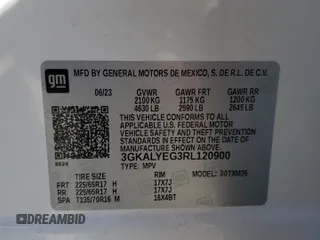 gm
MFD BY GENERAL MOTORS DE MEXICO, S. DE R.L. DE C.V.
06/23 GVWR GAWR FRT GAWR RR
2100 KG 1175 KG 1200 KG
4630 LB 2590 LB 2645 LB
THIS VEHICLE CONFORMS TO ALL APPLICABLE U.S. FEDERAL MOTOR VEHICLE SAFETY, BUMPER, AND THEFT PREVENTION STANDARDS IN EFFECT ON THE DATE OF MANUFACTURE SHOWN ABOVE.
3GKALYEG3RL120900
TYPE: MPV MODEL:
TIRE SIZE RIM
FRT 225/65R17 H 17X7J
RR 225/65R17 H 17X7J
SPA T135/70R16 M 16X4BT
© DriveBidRide